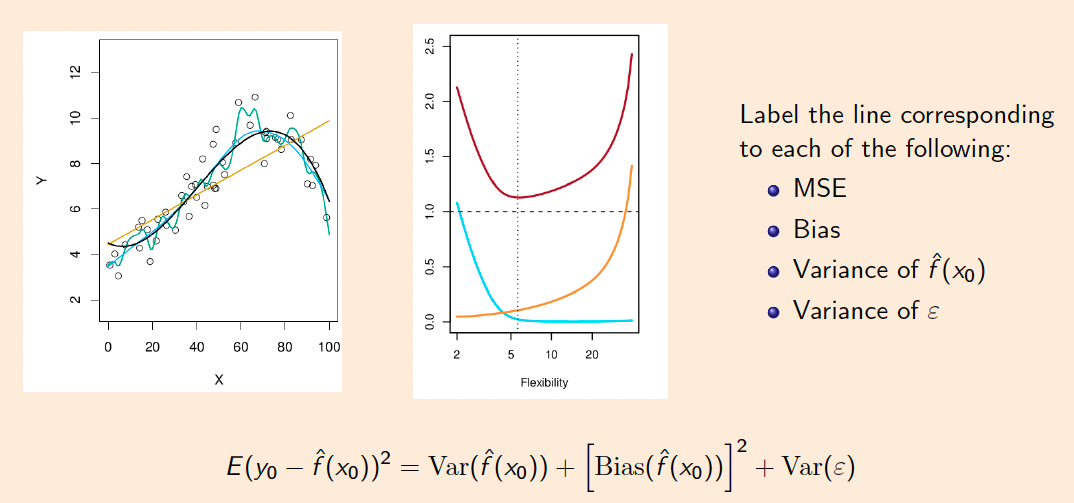 12
10
8
6
4
2
Y
0 20 40 60 80 100
X
2.5
2.0
1.5
1.0
0.5
0.0
2 5 10 20
Flexibility
Label the line corresponding
to each of the following:
MSE
Bias
Variance of f̂(x₀)
Variance of ε
E(y₀ − f̂(x₀))² = Var(f̂(x₀)) + [Bias(f̂(x₀))]² + Var(ε)